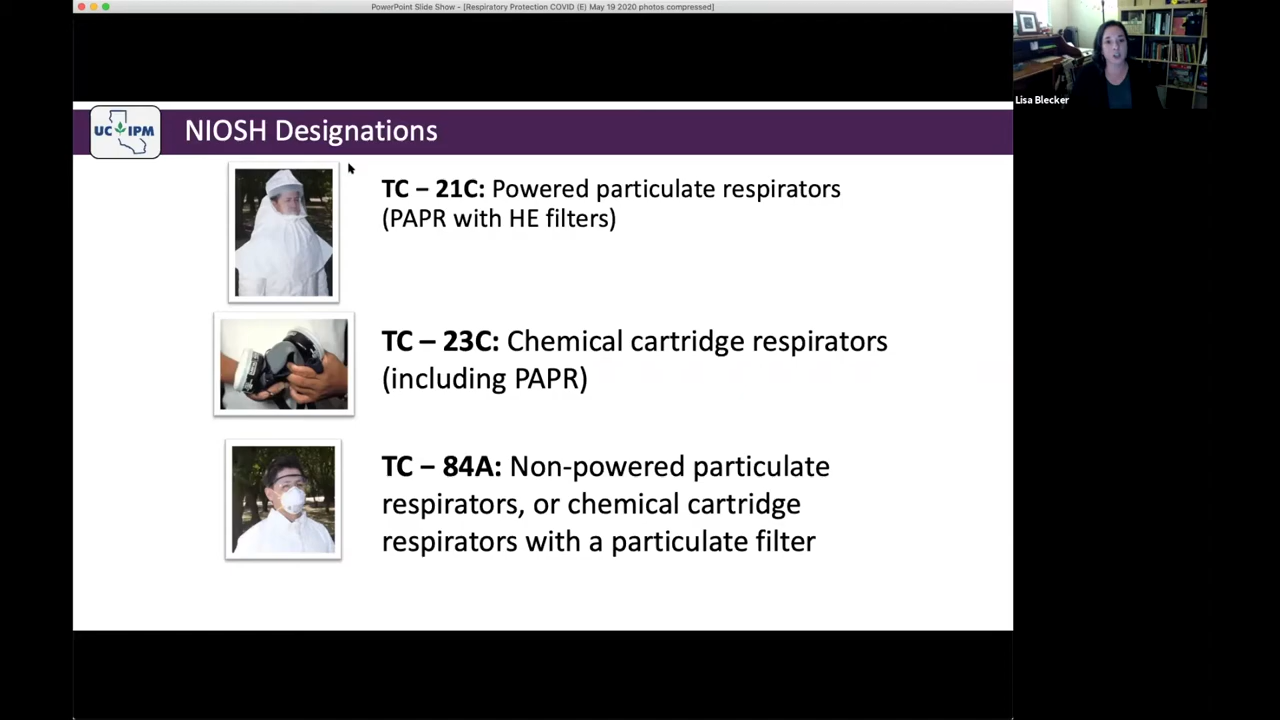 PowerPoint Slide Show - [Respiratory Protection COVID (E) May 19 2020 photos compressed]
Lisa Blecker
UC IPM
NIOSH Designations
TC – 21C: Powered particulate respirators
(PAPR with HE filters)
TC – 23C: Chemical cartridge respirators
(including PAPR)
TC – 84A: Non-powered particulate
respirators, or chemical cartridge
respirators with a particulate filter